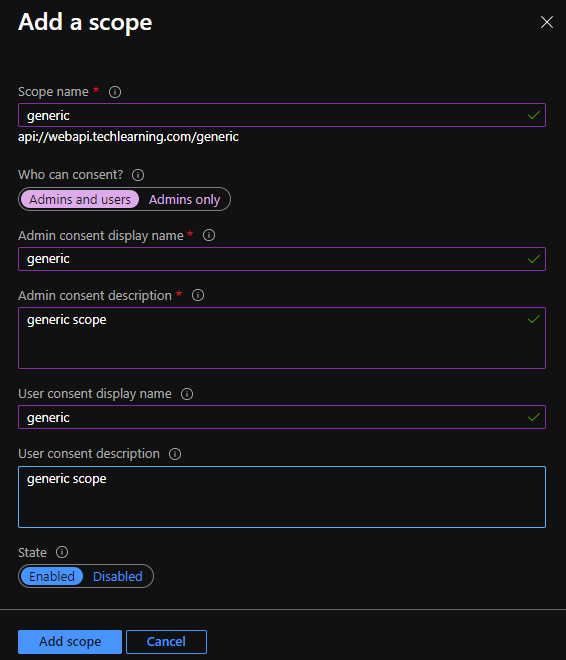 Add a scope
Scope name *
generic
api://webapi.techlearning.com/generic
Who can consent?
Admins and users Admins only
Admin consent display name *
generic
Admin consent description *
generic scope
User consent display name
generic
User consent description
generic scope
State
Enabled Disabled
Add scope Cancel